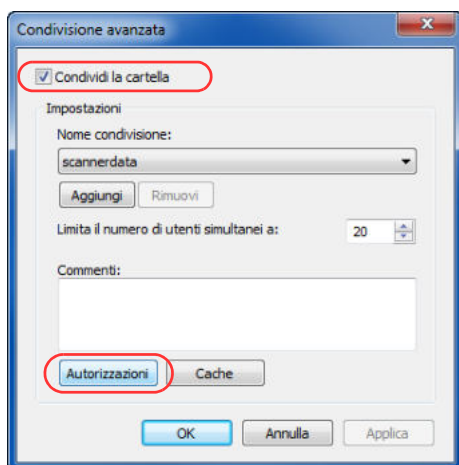 Condivisione avanzata
Condividi la cartella
Impostazioni
Nome condivisione:
scannerdata
Aggiungi Rimuovi
Limita il numero di utenti simultanei a: 20
Commenti:
Autorizzazioni Cache
OK Annulla Applica